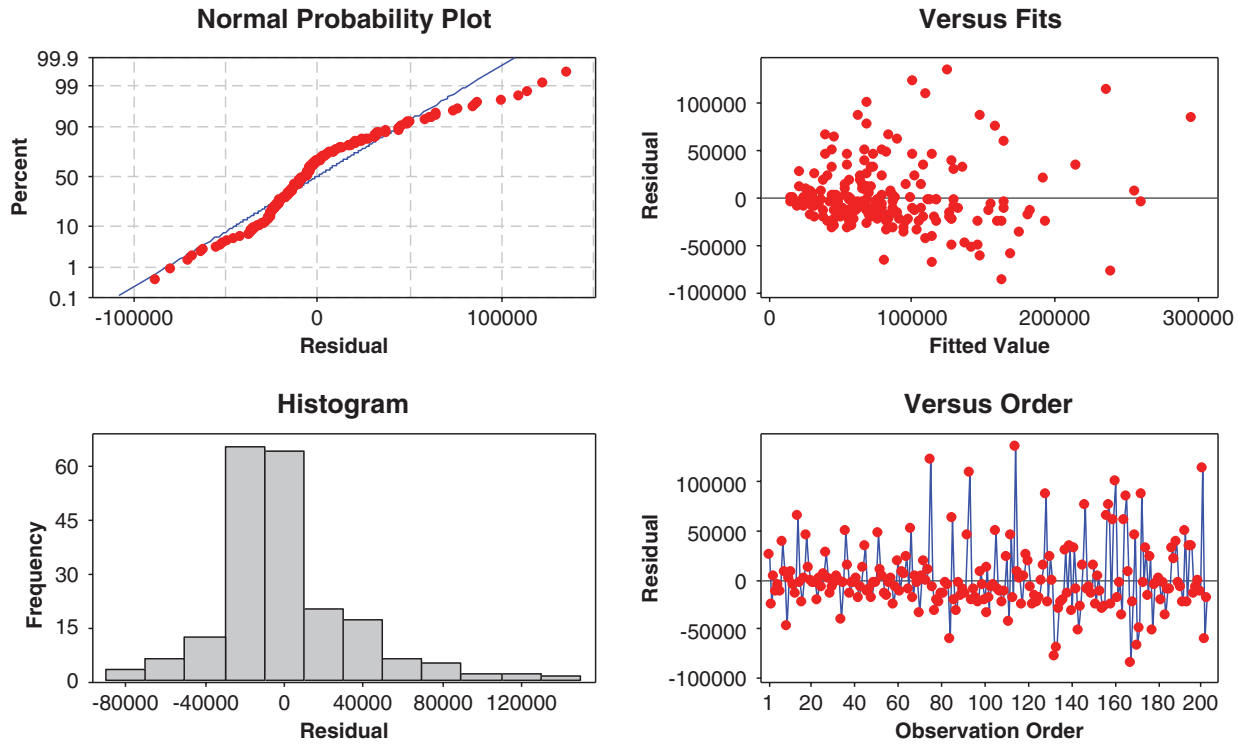 Normal Probability Plot
99.9
99
90
50
10
1
0.1
Percent
-100000 0 100000
Residual
Versus Fits
100000
50000
0
-50000
-100000
Residual
0 100000 200000 300000
Fitted Value
Histogram
60
45
30
15
0
Frequency
-80000 -40000 0 40000 80000 120000
Residual
Versus Order
100000
50000
0
-50000
-100000
Residual
1 20 40 60 80 100 120 140 160 180 200
Observation Order